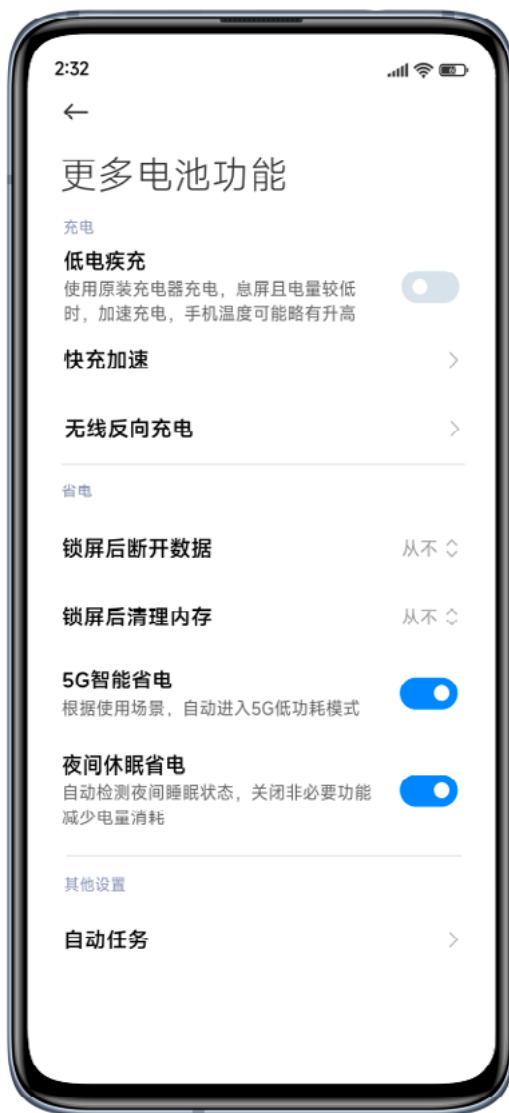 2:32
更多电池功能
充电
低电疾充
使用原装充电器充电，息屏且电量较低
时，加速充电，手机温度可能略有升高
快充加速
无线反向充电
省电
锁屏后断开数据
从不
锁屏后清理内存
从不
5G智能省电
根据使用场景，自动进入5G低功耗模式
夜间休眠省电
自动检测夜间睡眠状态，关闭非必要功能
减少电量消耗
其他设置
自动任务